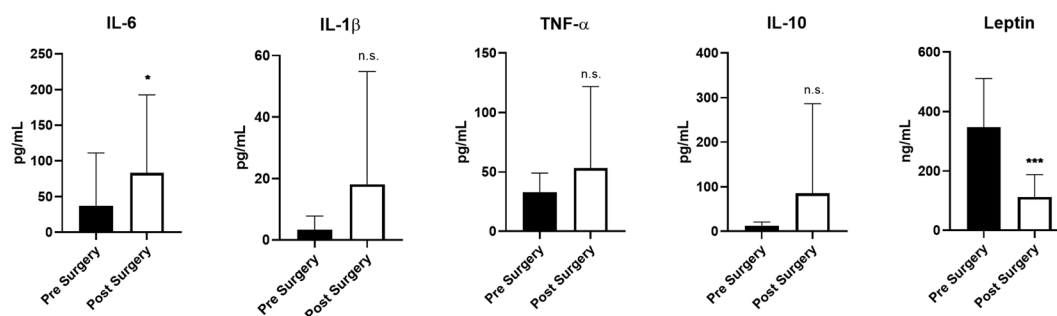 IL-6
250
200
150
100
50
0
pg/mL
*
Pre Surgery
Post Surgery
IL-1β
60
40
20
0
pg/mL
n.s.
Pre Surgery
Post Surgery
TNF-α
150
100
50
0
pg/mL
n.s.
Pre Surgery
Post Surgery
IL-10
400
300
200
100
0
pg/mL
n.s.
Pre Surgery
Post Surgery
Leptin
600
400
200
0
ng/mL
***
Pre Surgery
Post Surgery